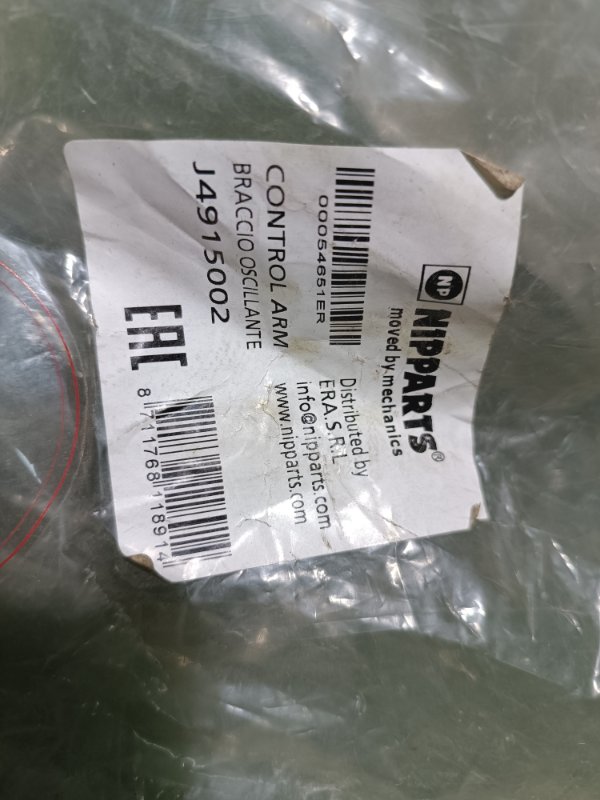 NP NIPPARTS®
moved by mechanics
00054651ER
Distributed by
ERA.S.R.L
info@nipparts.com
www.nipparts.com
CONTROL ARM
BRACCIO OSCILLANTE
J4915002
EAC
8 711768 118914